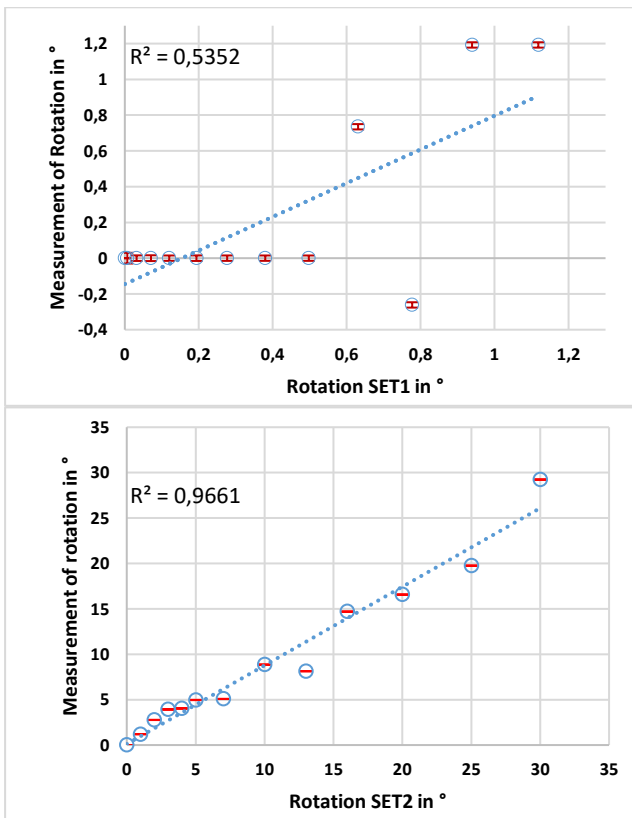 R² = 0,5352
Measurement of Rotation in °
1,2
1
0,8
0,6
0,4
0,2
0
-0,2
-0,4
0 0,2 0,4 0,6 0,8 1 1,2
Rotation SET1 in °
R² = 0,9661
Measurement of rotation in °
35
30
25
20
15
10
5
0
0 5 10 15 20 25 30 35
Rotation SET2 in °